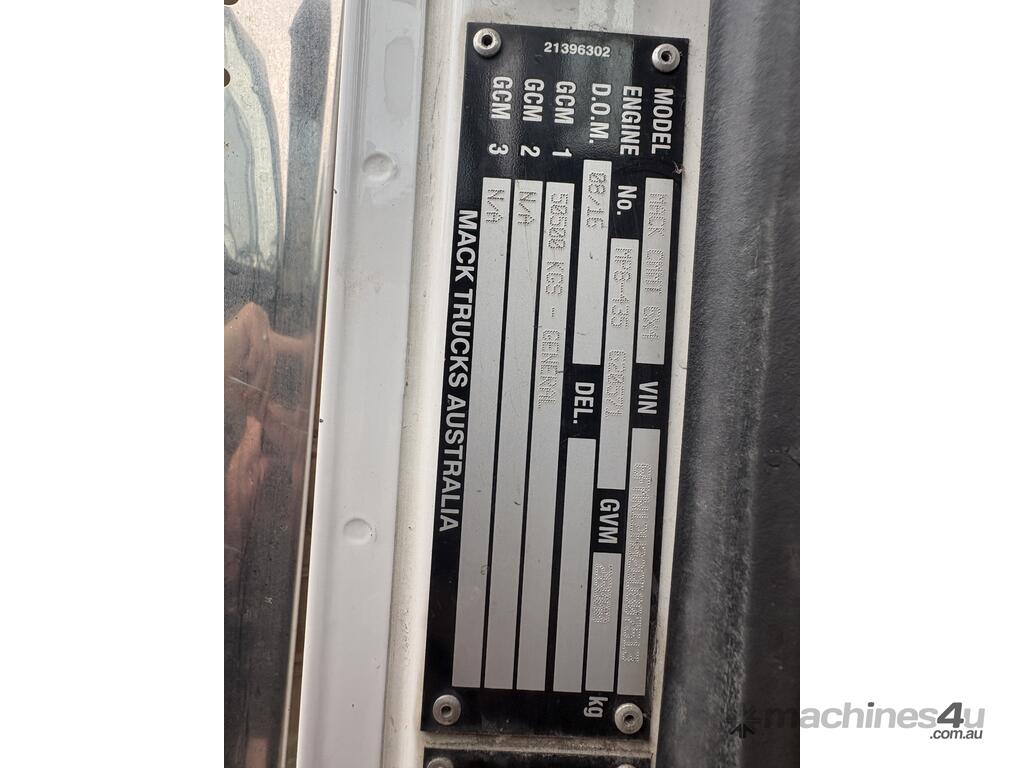 21396302
MODEL MACK CMMT 6X4 VIN
ENGINE No. MP8-435 GVM kg
D.O.M. 08/16 DEL.
GCM 1 50500 KGS - GENERAL
GCM 2 N/A
GCM 3 N/A
MACK TRUCKS AUSTRALIA
machines4u
.com.au